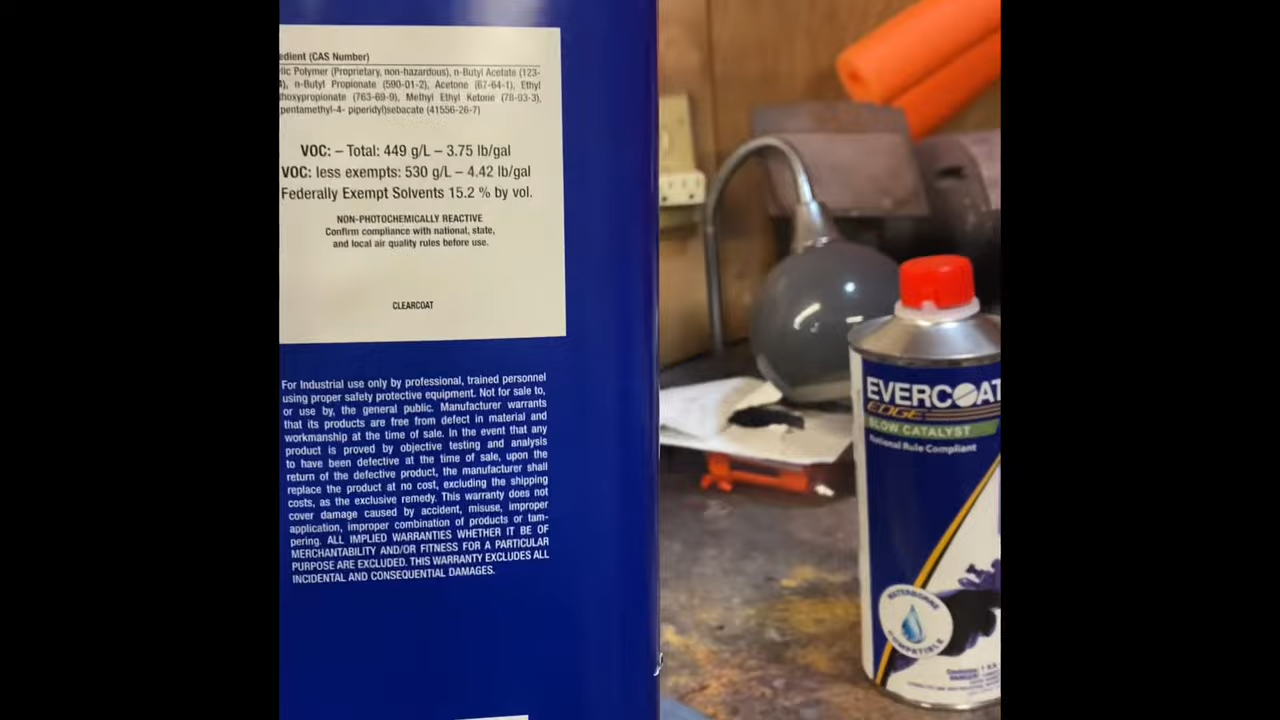 edient (CAS Number)
lic Polymer (Proprietary, non-hazardous), n-Butyl Acetate (123-
4), n-Butyl Propionate (590-01-2), Acetone (67-64-1), Ethyl
thoxypropionate (763-69-9), Methyl Ethyl Ketone (78-93-3),
pentamethyl-4- piperidyl)sebacate (41556-26-7)
VOC: – Total: 449 g/L – 3.75 lb/gal
VOC: less exempts: 530 g/L – 4.42 lb/gal
Federally Exempt Solvents 15.2 % by vol.
NON-PHOTOCHEMICALLY REACTIVE
Confirm compliance with national, state,
and local air quality rules before use.
CLEARCOAT
For Industrial use only by professional, trained personnel
using proper safety protective equipment. Not for sale to,
or use by, the general public. Manufacturer warrants
that its products are free from defect in material and
workmanship at the time of sale. In the event that any
product is proved by objective testing and analysis
to have been defective at the time of sale, upon the
return of the defective product, the manufacturer shall
replace the product at no cost, excluding the shipping
costs, as the exclusive remedy. This warranty does not
cover damage caused by accident, misuse, improper
application, improper combination of products or tam-
pering. ALL IMPLIED WARRANTIES WHETHER IT BE OF
MERCHANTABILITY AND/OR FITNESS FOR A PARTICULAR
PURPOSE ARE EXCLUDED. THIS WARRANTY EXCLUDES ALL
INCIDENTAL AND CONSEQUENTIAL DAMAGES.
EVERCOAT
EDGE
SLOW CATALYST
National Rule Compliant
WATERBORNE
COMPATIBLE